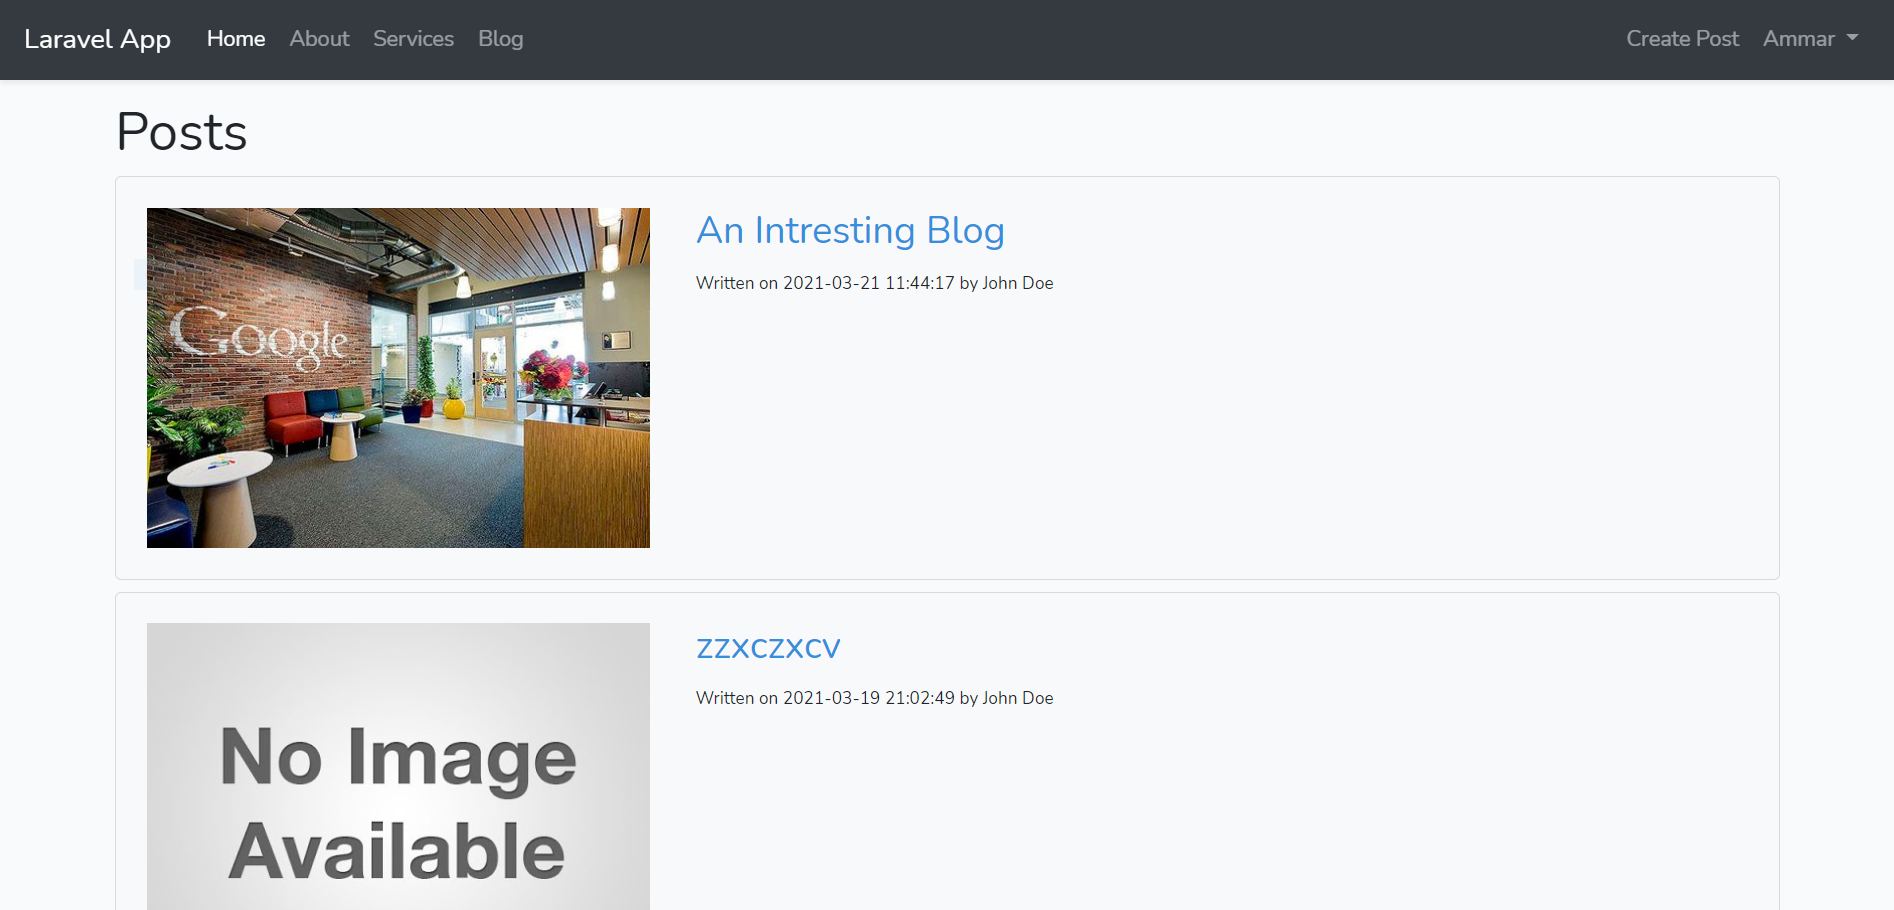 Laravel App Home About Services Blog Create Post Ammar
Posts
Google
An Intresting Blog
Written on 2021-03-21 11:44:17 by John Doe
zzxczxcv
Written on 2021-03-19 21:02:49 by John Doe
No Image
Available